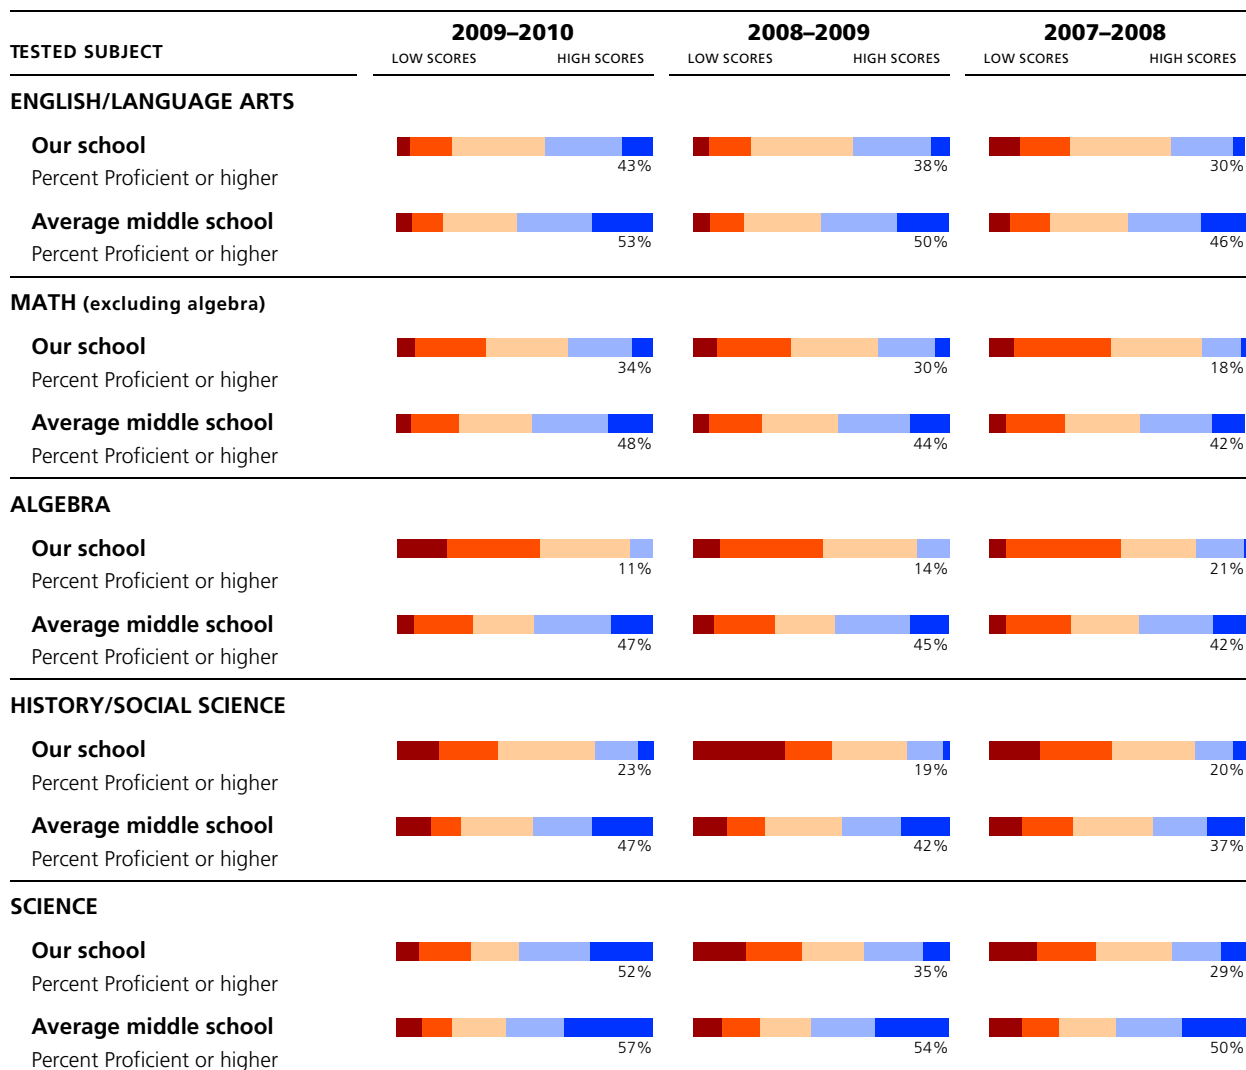 2009–2010 2008–2009 2007–2008
TESTED SUBJECT LOW SCORES HIGH SCORES LOW SCORES HIGH SCORES LOW SCORES HIGH SCORES
ENGLISH/LANGUAGE ARTS
Our school
Percent Proficient or higher 43% 38% 30%
Average middle school
Percent Proficient or higher 53% 50% 46%
MATH (excluding algebra)
Our school
Percent Proficient or higher 34% 30% 18%
Average middle school
Percent Proficient or higher 48% 44% 42%
ALGEBRA
Our school
Percent Proficient or higher 11% 14% 21%
Average middle school
Percent Proficient or higher 47% 45% 42%
HISTORY/SOCIAL SCIENCE
Our school
Percent Proficient or higher 23% 19% 20%
Average middle school
Percent Proficient or higher 47% 42% 37%
SCIENCE
Our school
Percent Proficient or higher 52% 35% 29%
Average middle school
Percent Proficient or higher 57% 54% 50%